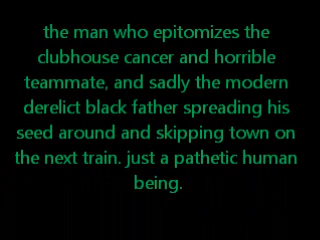 the man who epitomizes the
clubhouse cancer and horrible
teammate, and sadly the modern
derelict black father spreading his
seed around and skipping town on
the next train. just a pathetic human
being.